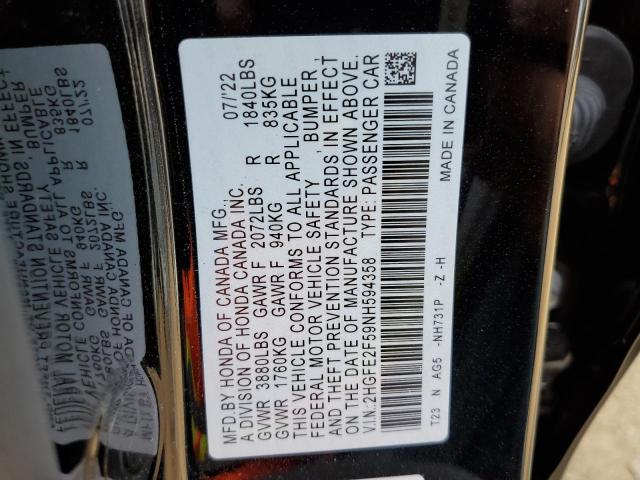 MFD.BY HONDA OF CANADA MFG., 07/'22
A DIVISION OF HONDA CANADA INC.
GVWR 3880LBS GAWR F 2072LBS R 1840LBS
GVWR 1760KG GAWR F 940KG R 835KG
THIS VEHICLE CONFORMS TO ALL APPLICABLE
FEDERAL MOTOR VEHICLE SAFETY, BUMPER,
AND THEFT PREVENTION STANDARDS IN EFFECT
ON THE DATE OF MANUFACTURE SHOWN ABOVE.
V.I.N.:2HGFE2F59NH594358 TYPE: PASSENGER CAR
T23 N AG5 -NH731P -Z -H
MADE IN CANADA